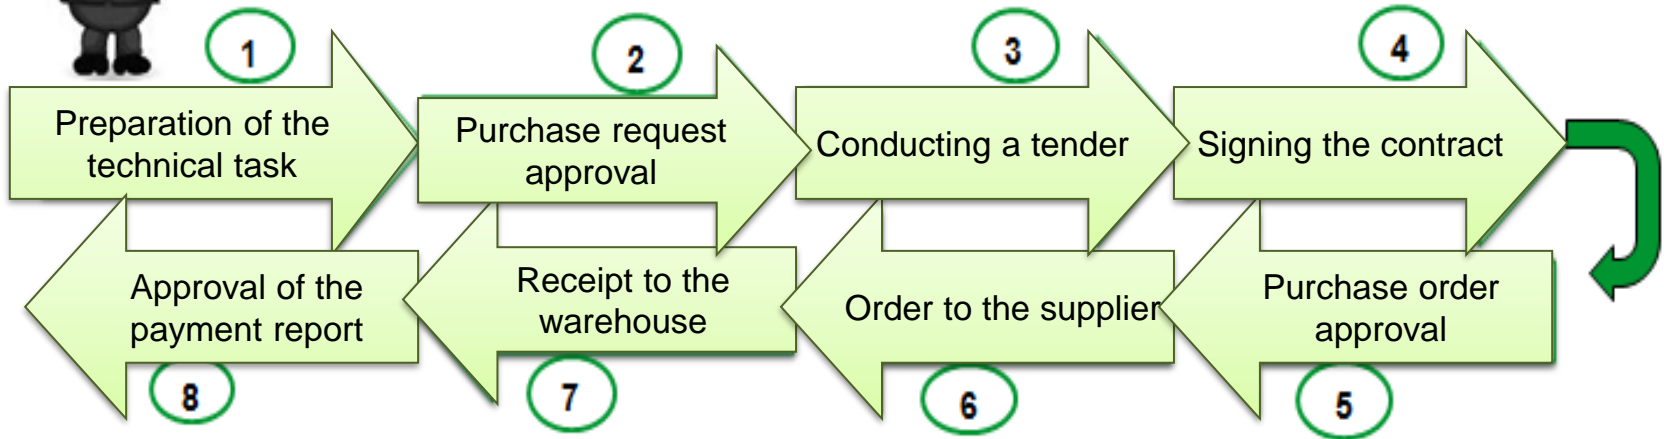 1
Preparation of the
technical task
2
Purchase request
approval
3
Conducting a tender
4
Signing the contract
Purchase order
approval
5
Order to the supplier
6
Receipt to the
warehouse
7
Approval of the
payment report
8